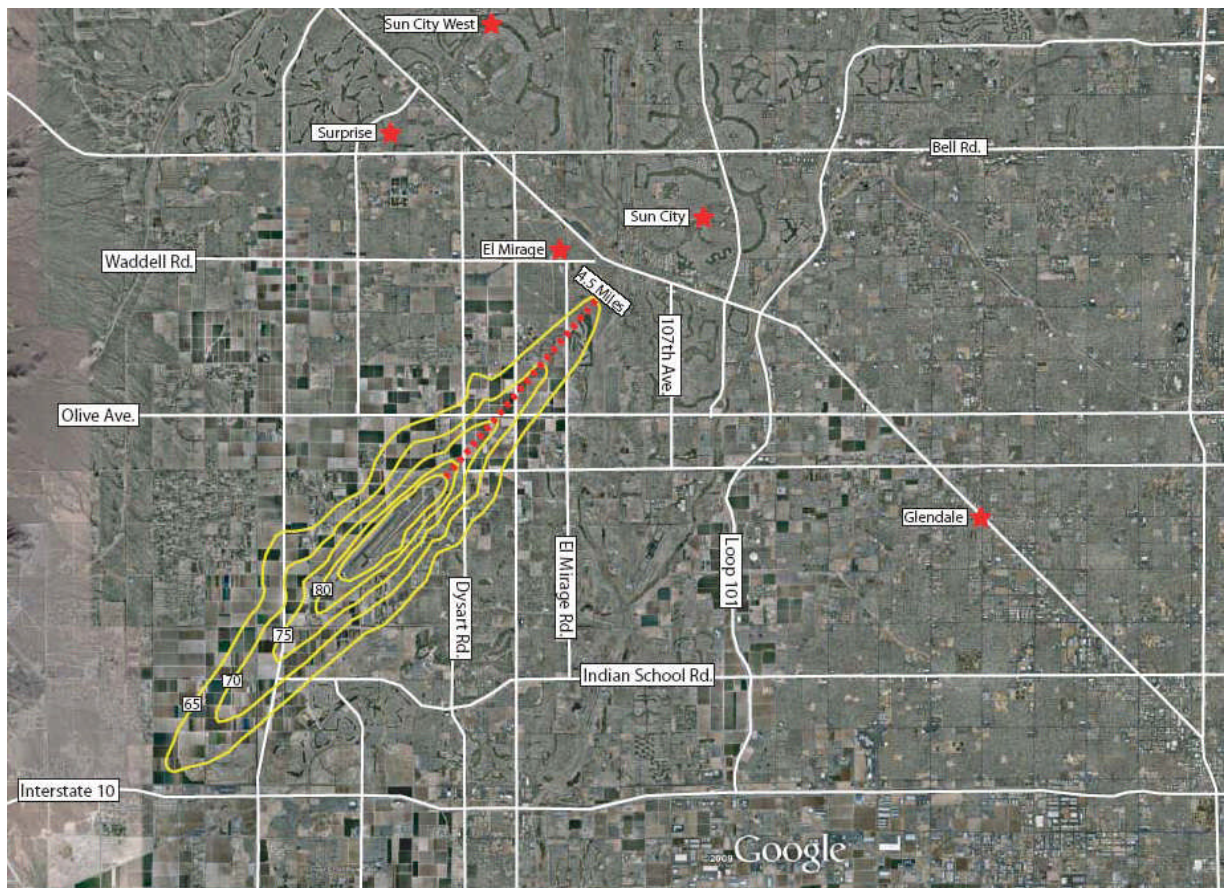 Sun City West
Surprise
Bell Rd.
Sun City
El Mirage
Waddell Rd.
4.5 Miles
107th Ave
Olive Ave.
Glendale
Loop 101
El Mirage Rd.
Dysart Rd.
80
75
Indian School Rd.
70
65
Interstate 10
©2009 Google